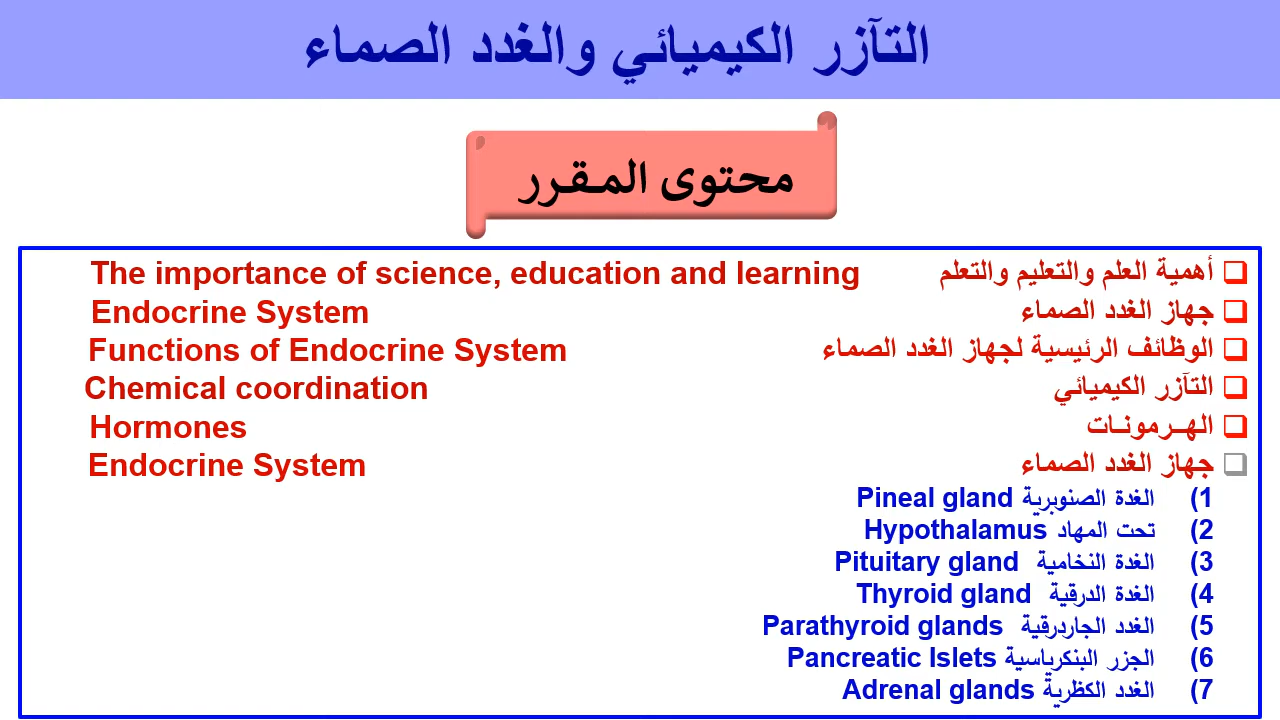 التآزر الكيميائي والغدد الصماء
محتوى المـقـرر
أهمية العلم والتعليم والتعلم The importance of science, education and learning
جهاز الغدد الصماء Endocrine System
الوظائف الرئيسية لجهاز الغدد الصماء Functions of Endocrine System
التآزر الكيميائي Chemical coordination
الهــرمونـات Hormones
جهاز الغدد الصماء Endocrine System
1) الغدة الصنوبرية Pineal gland
2) تحت المهاد Hypothalamus
3) الغدة النخامية Pituitary gland
4) الغدة الدرقية Thyroid gland
5) الغدد الجاردرقية Parathyroid glands
6) الجزر البنكرياسية Pancreatic Islets
7) الغدد الكظرية Adrenal glands